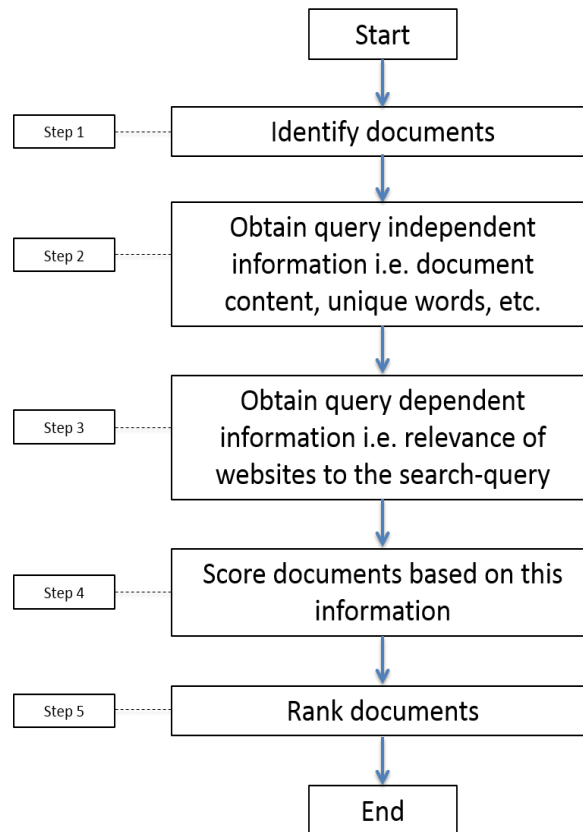 Start
Step 1
Identify documents
Step 2
Obtain query independent
information i.e. document
content, unique words, etc.
Step 3
Obtain query dependent
information i.e. relevance of
websites to the search-query
Step 4
Score documents based on this
information
Step 5
Rank documents
End